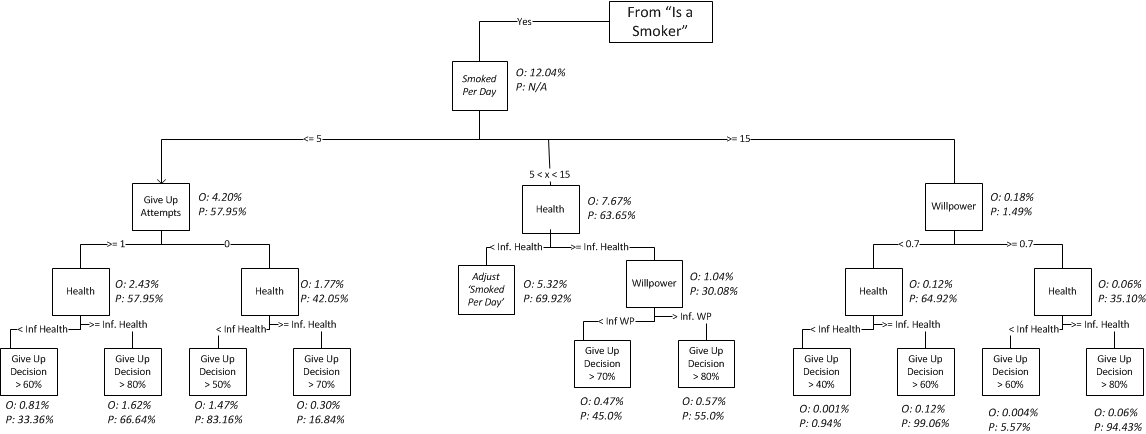 From “Is a
Smoker”
Yes
Smoked
Per Day
O: 12.04%
P: N/A
<= 5
5 < x < 15
>= 15
Give Up
Attempts
O: 4.20%
P: 57.95%
Health
O: 7.67%
P: 63.65%
Willpower
O: 0.18%
P: 1.49%
>= 1
0
< Inf. Health
>= Inf. Health
< 0.7
>= 0.7
Health
O: 2.43%
P: 57.95%
Health
O: 1.77%
P: 42.05%
Adjust
‘Smoked
Per Day’
O: 5.32%
P: 69.92%
Willpower
O: 1.04%
P: 30.08%
Health
O: 0.12%
P: 64.92%
Health
O: 0.06%
P: 35.10%
< Inf Health
>= Inf. Health
< Inf Health
>= Inf. Health
< Inf WP
> Inf. WP
< Inf Health
>= Inf. Health
< Inf Health
>= Inf. Health
Give Up
Decision
> 60%
O: 0.81%
P: 33.36%
Give Up
Decision
> 80%
O: 1.62%
P: 66.64%
Give Up
Decision
> 50%
O: 1.47%
P: 83.16%
Give Up
Decision
> 70%
O: 0.30%
P: 16.84%
Give Up
Decision
> 70%
O: 0.47%
P: 45.0%
Give Up
Decision
> 80%
O: 0.57%
P: 55.0%
Give Up
Decision
> 40%
O: 0.001%
P: 0.94%
Give Up
Decision
> 60%
O: 0.12%
P: 99.06%
Give Up
Decision
> 60%
O: 0.004%
P: 5.57%
Give Up
Decision
> 80%
O: 0.06%
P: 94.43%